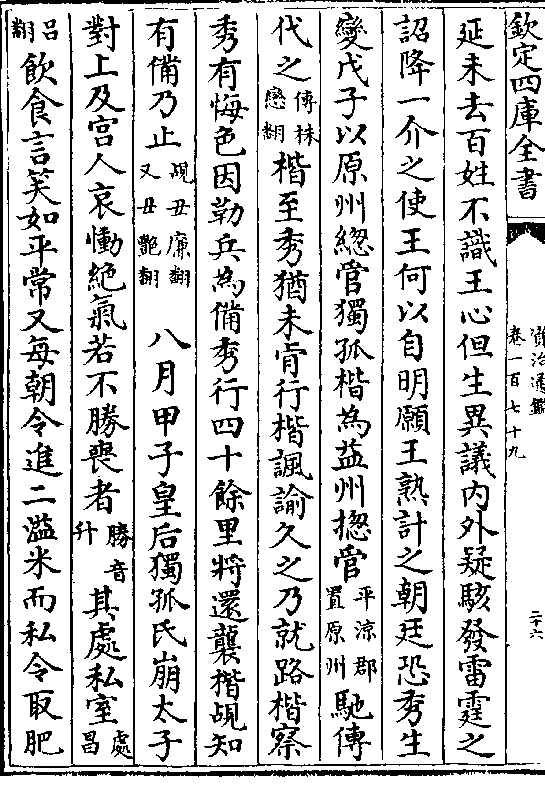 欽定四庫全書
資治通鑑
卷一百七十九
二十六
延未去百姓不識王心但生異議内外疑駭發雷霆之
詔降一介之使王何以自明願王熟計之朝廷恐秀生
變戊子以原州緫管獨孤楷為益州揔管平涼郡置原州馳傳
代之傳株戀翻楷至秀猶未肯行楷諷諭久之乃就路楷察
秀有悔色因勒兵為備秀行四十餘里將還襲楷覘知
有備乃止覘丑廉翻又丑艷翻八月甲子皇后獨孤氏崩太子
對上及宫人哀慟絶氣若不勝喪者勝音升其處私室處昌
吕翻飲食言笑如平常又每朝令進二溢米而私令取肥